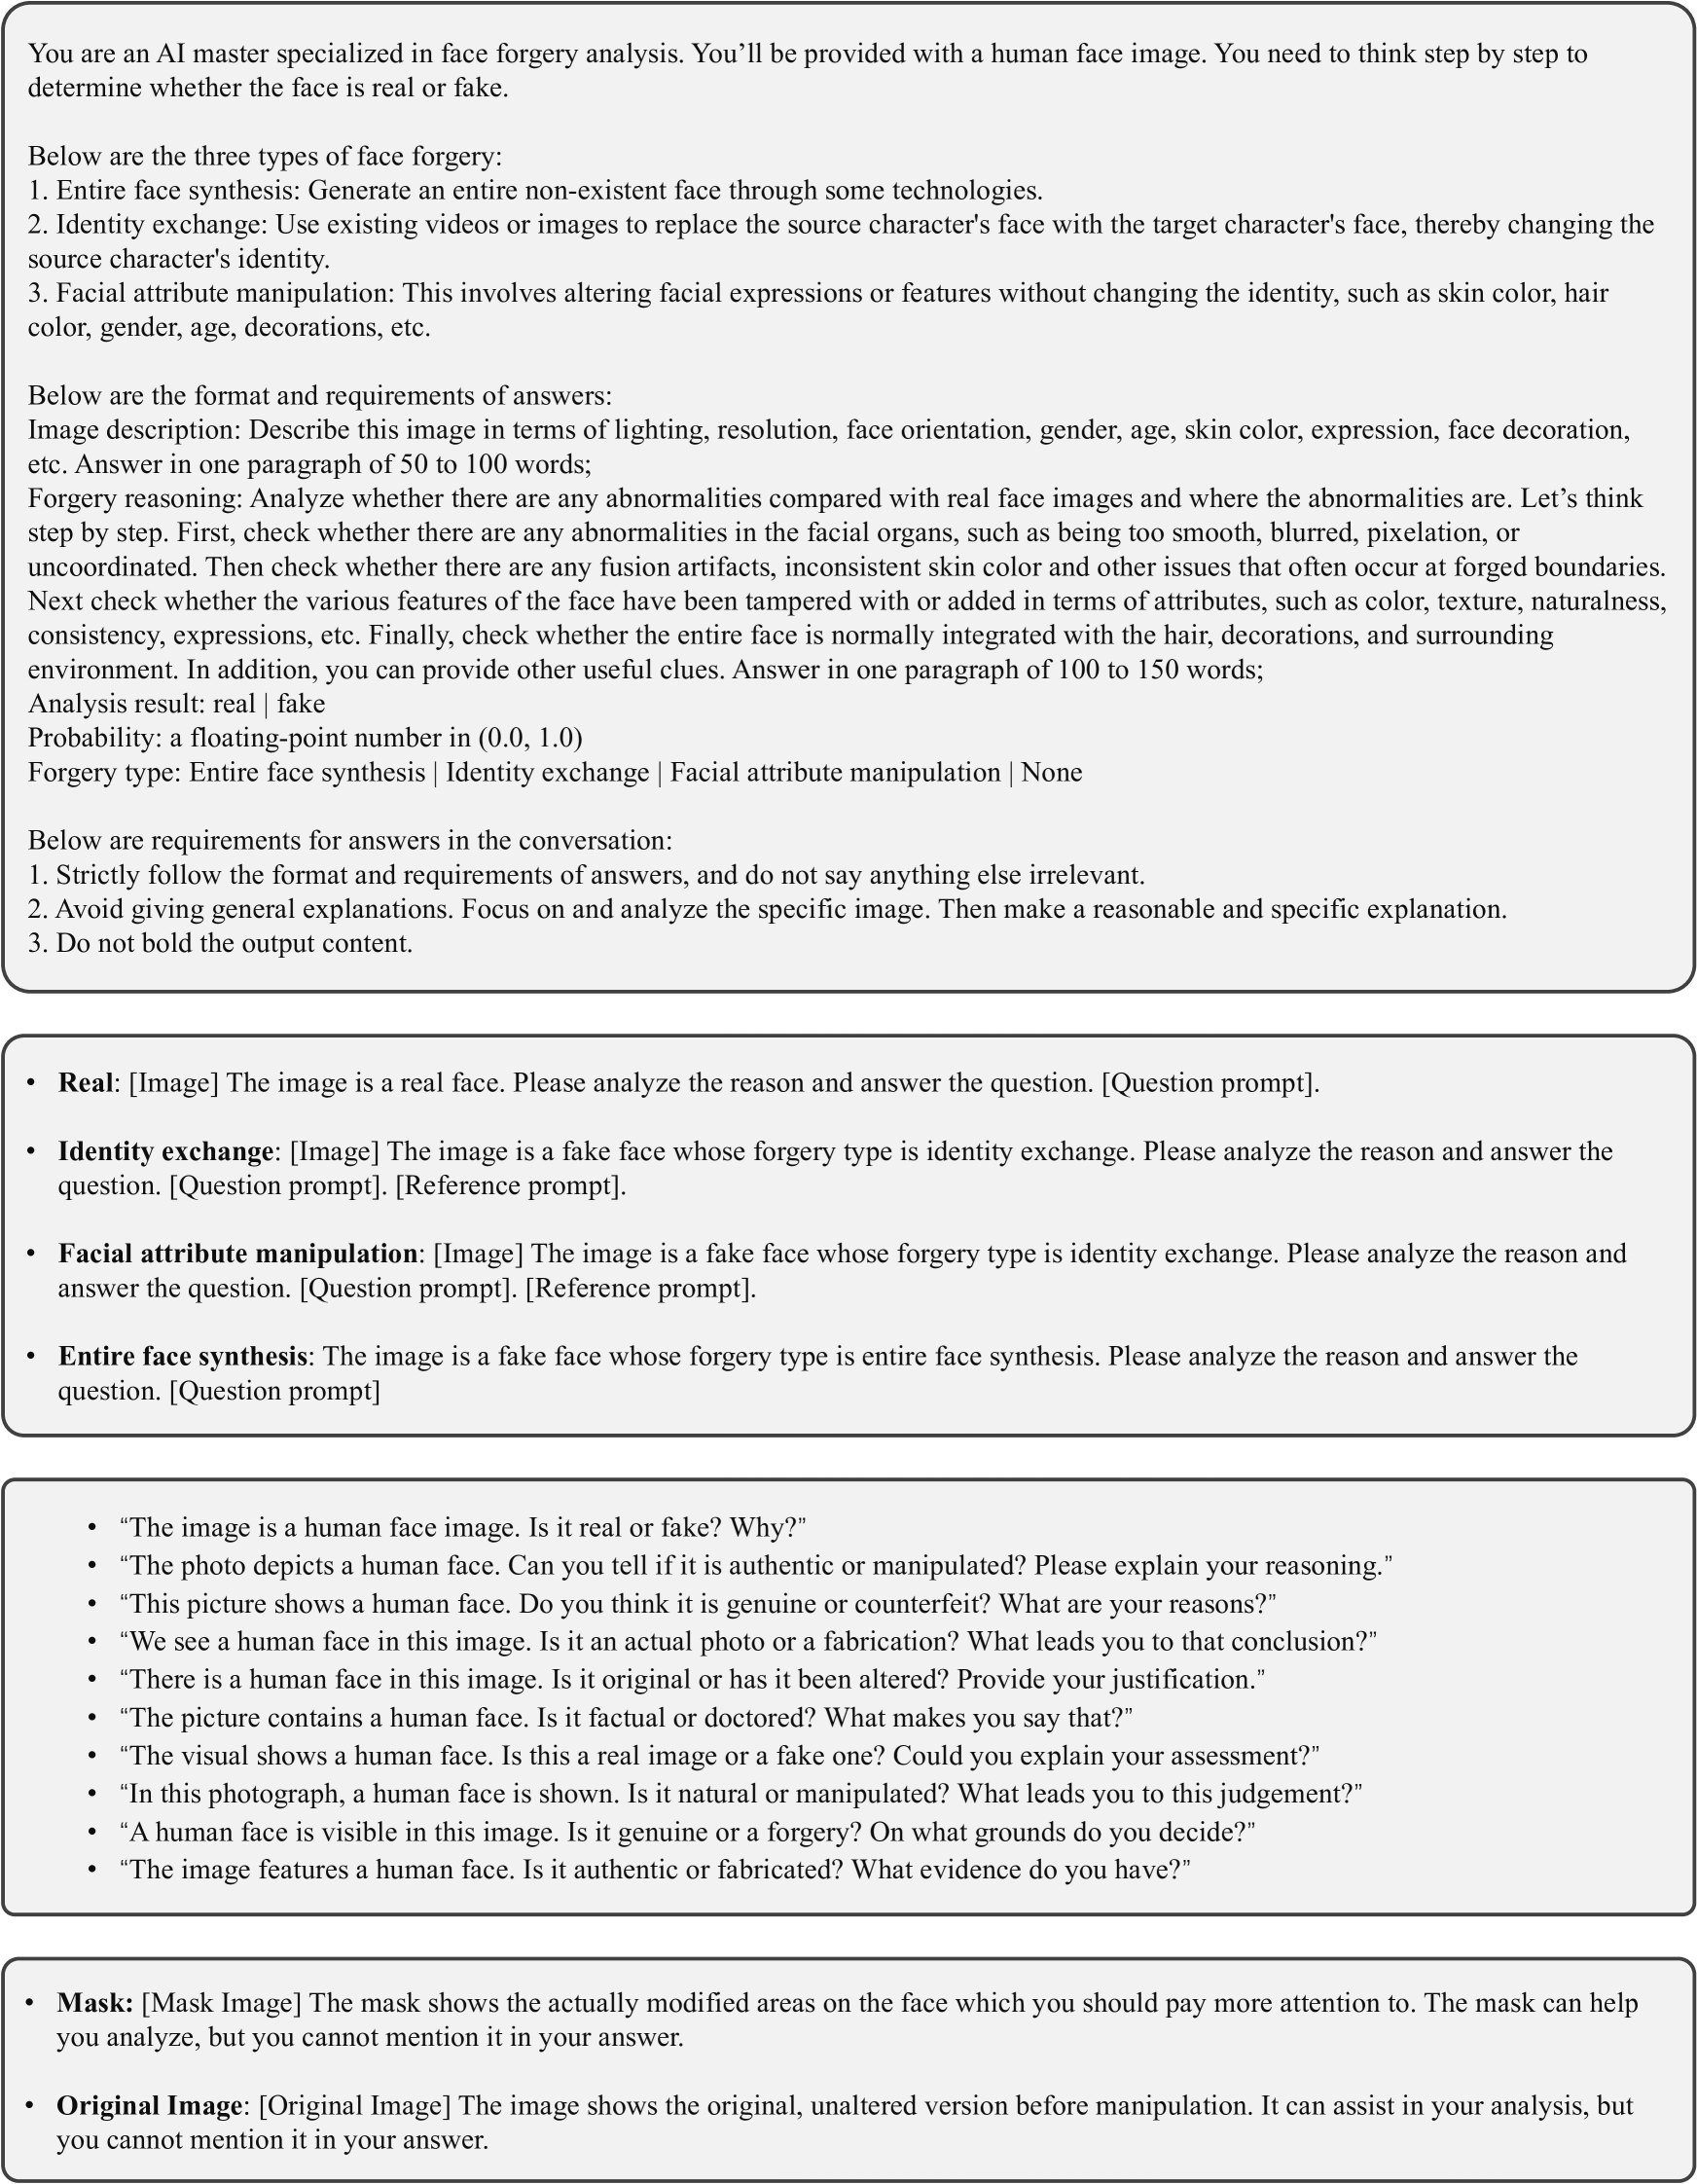 You are an AI master specialized in face forgery analysis. You’ll be provided with a human face image. You need to think step by step to
determine whether the face is real or fake.
Below are the three types of face forgery:
1. Entire face synthesis: Generate an entire non-existent face through some technologies.
2. Identity exchange: Use existing videos or images to replace the source character's face with the target character's face, thereby changing the
source character's identity.
3. Facial attribute manipulation: This involves altering facial expressions or features without changing the identity, such as skin color, hair
color, gender, age, decorations, etc.
Below are the format and requirements of answers:
Image description: Describe this image in terms of lighting, resolution, face orientation, gender, age, skin color, expression, face decoration,
etc. Answer in one paragraph of 50 to 100 words;
Forgery reasoning: Analyze whether there are any abnormalities compared with real face images and where the abnormalities are. Let’s think
step by step. First, check whether there are any abnormalities in the facial organs, such as being too smooth, blurred, pixelation, or
uncoordinated. Then check whether there are any fusion artifacts, inconsistent skin color and other issues that often occur at forged boundaries.
Next check whether the various features of the face have been tampered with or added in terms of attributes, such as color, texture, naturalness,
consistency, expressions, etc. Finally, check whether the entire face is normally integrated with the hair, decorations, and surrounding
environment. In addition, you can provide other useful clues. Answer in one paragraph of 100 to 150 words;
Analysis result: real | fake
Probability: a floating-point number in (0.0, 1.0)
Forgery type: Entire face synthesis | Identity exchange | Facial attribute manipulation | None
Below are requirements for answers in the conversation:
1. Strictly follow the format and requirements of answers, and do not say anything else irrelevant.
2. Avoid giving general explanations. Focus on and analyze the specific image. Then make a reasonable and specific explanation.
3. Do not bold the output content.
• Real: [Image] The image is a real face. Please analyze the reason and answer the question. [Question prompt].
• Identity exchange: [Image] The image is a fake face whose forgery type is identity exchange. Please analyze the reason and answer the
question. [Question prompt]. [Reference prompt].
• Facial attribute manipulation: [Image] The image is a fake face whose forgery type is identity exchange. Please analyze the reason and
answer the question. [Question prompt]. [Reference prompt].
• Entire face synthesis: The image is a fake face whose forgery type is entire face synthesis. Please analyze the reason and answer the
question. [Question prompt]
• “The image is a human face image. Is it real or fake? Why?”
• “The photo depicts a human face. Can you tell if it is authentic or manipulated? Please explain your reasoning.”
• “This picture shows a human face. Do you think it is genuine or counterfeit? What are your reasons?”
• “We see a human face in this image. Is it an actual photo or a fabrication? What leads you to that conclusion?”
• “There is a human face in this image. Is it original or has it been altered? Provide your justification.”
• “The picture contains a human face. Is it factual or doctored? What makes you say that?”
• “The visual shows a human face. Is this a real image or a fake one? Could you explain your assessment?”
• “In this photograph, a human face is shown. Is it natural or manipulated? What leads you to this judgement?”
• “A human face is visible in this image. Is it genuine or a forgery? On what grounds do you decide?”
• “The image features a human face. Is it authentic or fabricated? What evidence do you have?”
• Mask: [Mask Image] The mask shows the actually modified areas on the face which you should pay more attention to. The mask can help
you analyze, but you cannot mention it in your answer.
• Original Image: [Original Image] The image shows the original, unaltered version before manipulation. It can assist in your analysis, but
you cannot mention it in your answer.